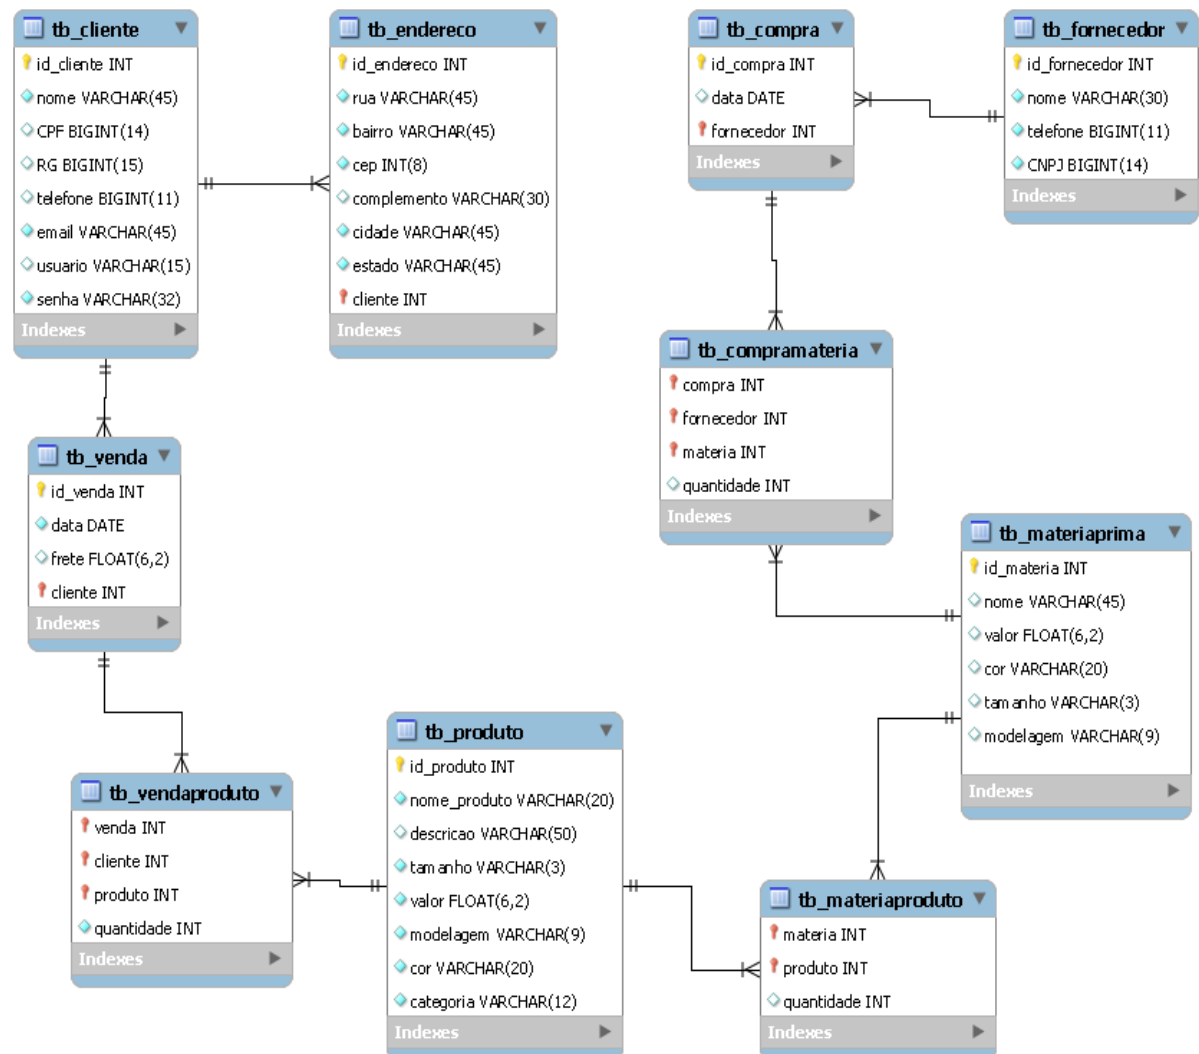 tb_cliente
id_cliente INT
nome VARCHAR(45)
CPF BIGINT(14)
RG BIGINT(15)
telefone BIGINT(11)
email VARCHAR(45)
usuario VARCHAR(15)
senha VARCHAR(32)
Indexes
tb_endereco
id_endereco INT
rua VARCHAR(45)
bairro VARCHAR(45)
cep INT(8)
complemento VARCHAR(30)
cidade VARCHAR(45)
estado VARCHAR(45)
cliente INT
Indexes
tb_compra
id_compra INT
data DATE
fornecedor INT
Indexes
tb_fornecedor
id_fornecedor INT
nome VARCHAR(30)
telefone BIGINT(11)
CNPJ BIGINT(14)
Indexes
tb_compramateria
compra INT
fornecedor INT
materia INT
quantidade INT
Indexes
tb_venda
id_venda INT
data DATE
frete FLOAT(6,2)
cliente INT
Indexes
tb_materiaprima
id_materia INT
nome VARCHAR(45)
valor FLOAT(6,2)
cor VARCHAR(20)
tamanho VARCHAR(3)
modelagem VARCHAR(9)
Indexes
tb_vendaproduto
venda INT
cliente INT
produto INT
quantidade INT
Indexes
tb_produto
id_produto INT
nome_produto VARCHAR(20)
descricao VARCHAR(50)
tamanho VARCHAR(3)
valor FLOAT(6,2)
modelagem VARCHAR(9)
cor VARCHAR(20)
categoria VARCHAR(12)
Indexes
tb_materiaproduto
materia INT
produto INT
quantidade INT
Indexes